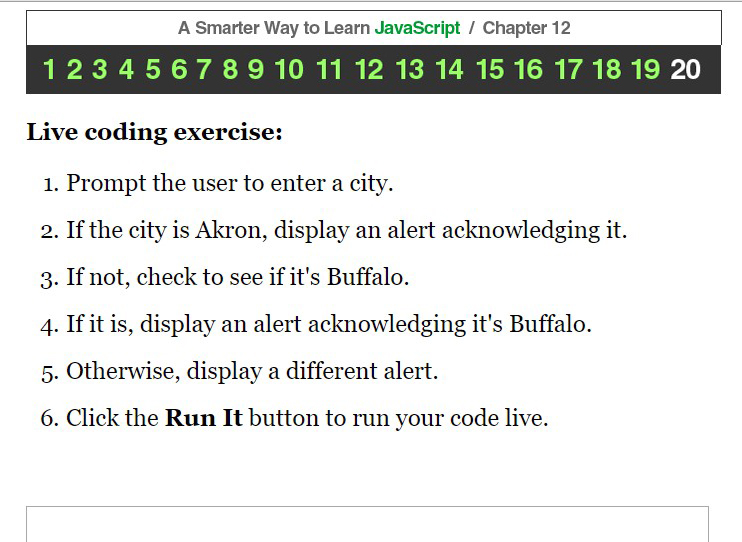 A Smarter Way to Learn JavaScript / Chapter 12
1 2 3 4 5 6 7 8 9 10 11 12 13 14 15 16 17 18 19 20
Live coding exercise:
1. Prompt the user to enter a city.
2. If the city is Akron, display an alert acknowledging it.
3. If not, check to see if it's Buffalo.
4. If it is, display an alert acknowledging it's Buffalo.
5. Otherwise, display a different alert.
6. Click the Run It button to run your code live.